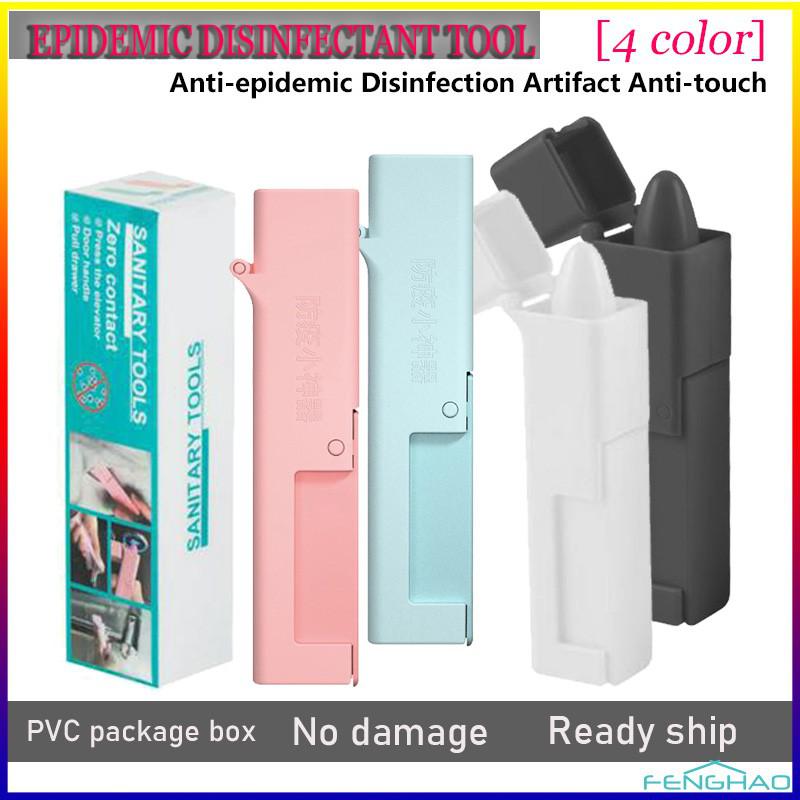 EPIDEMIC DISINFECTANT TOOL
[4 color]
Anti-epidemic Disinfection Artifact Anti-touch
SANITARY TOOLS
Zero contact
Press the elevator
Door handle
Pull drawer
SANITARY TOOLS
防疫小神器
防疫小神器
PVC package box
No damage
Ready ship
FENGHAO